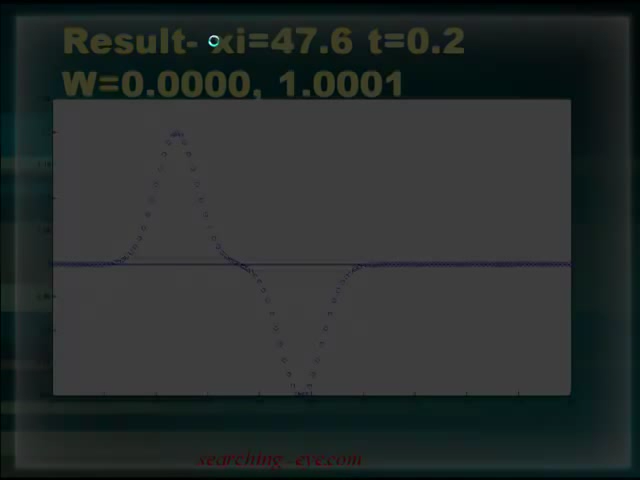 Result- xi=47.6 t=0.2
W=0.0000, 1.0001
searching-eye.com